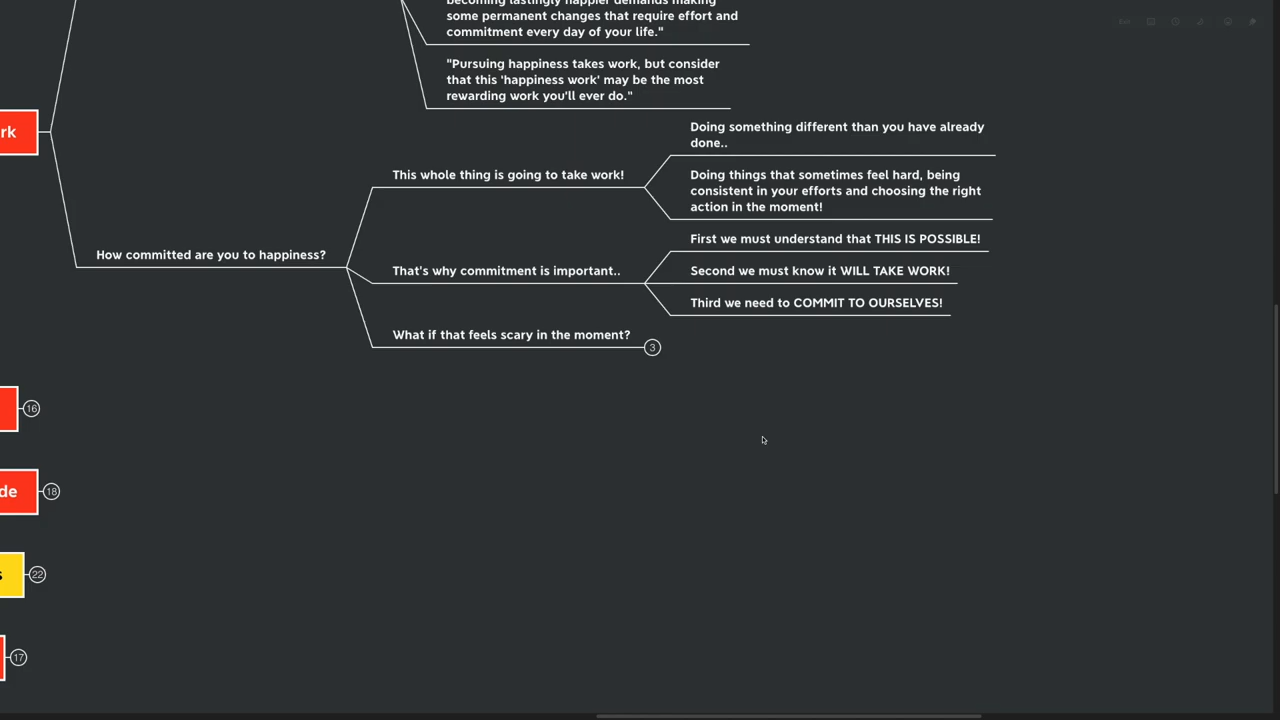 becoming lastingly happier demands making
some permanent changes that require effort and
commitment every day of your life."
"Pursuing happiness takes work, but consider
that this 'happiness work' may be the most
rewarding work you'll ever do."
rk
How committed are you to happiness?
This whole thing is going to take work!
Doing something different than you have already
done..
Doing things that sometimes feel hard, being
consistent in your efforts and choosing the right
action in the moment!
That's why commitment is important..
First we must understand that THIS IS POSSIBLE!
Second we must know it WILL TAKE WORK!
Third we need to COMMIT TO OURSELVES!
What if that feels scary in the moment?
3
16
de
18
s
22
17